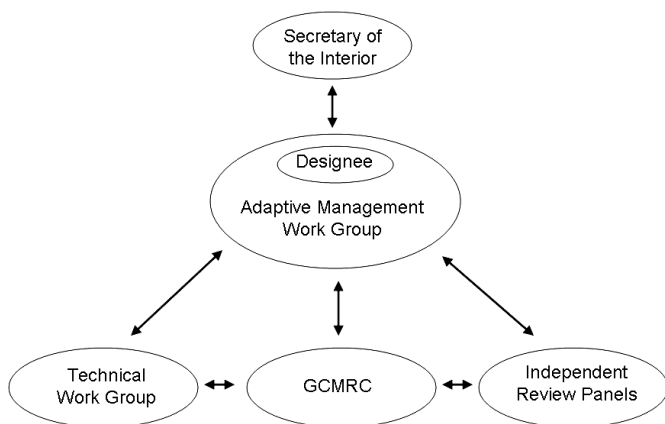 Secretary of
the Interior
Designee
Adaptive Management
Work Group
Technical
Work Group
GCMRC
Independent
Review Panels